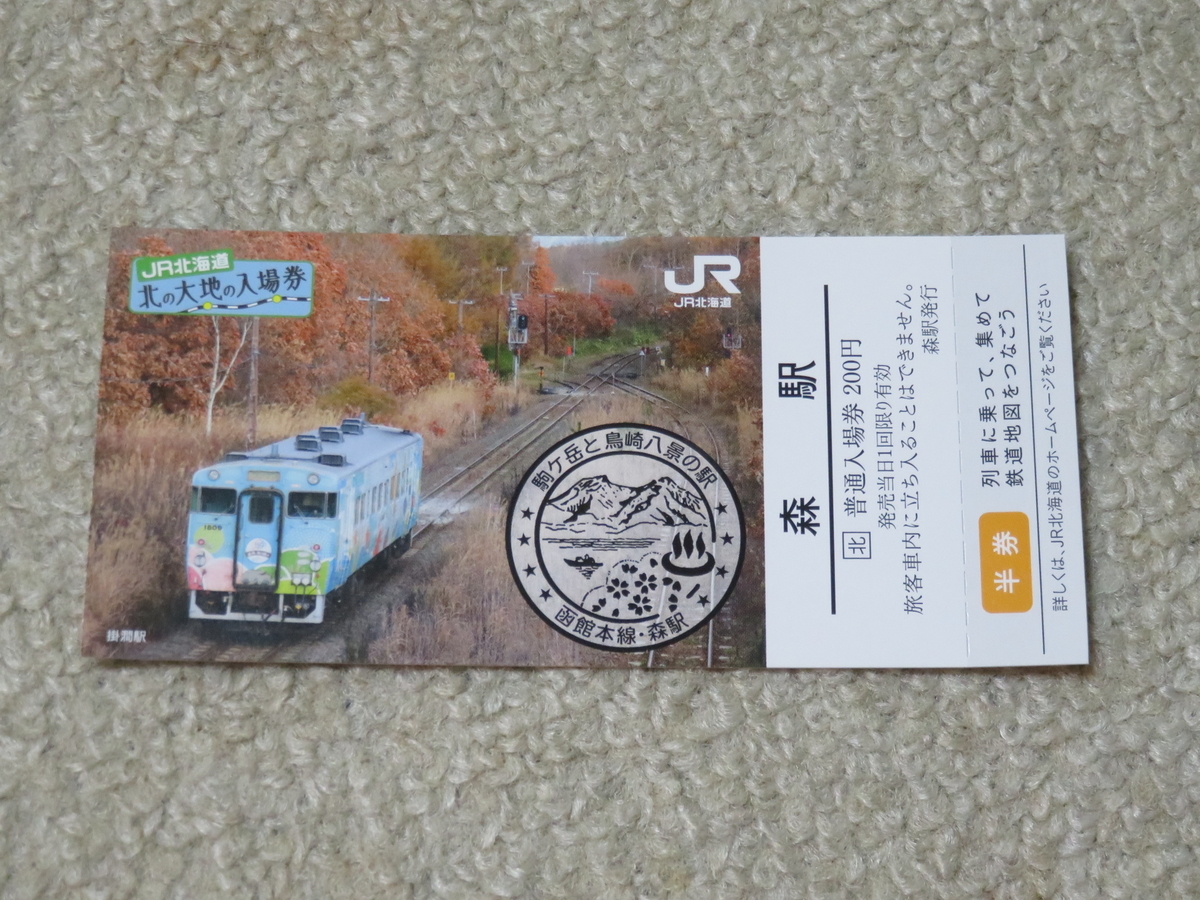 JR北海道
北の大地の入場券
JR
JR北海道
1809
駒ケ岳と鳥崎八景の駅
函館本線・森駅
掛澗駅
森駅
北 普通入場券 200円
発売当日1回限り有効
旅客車内に立ち入ることはできません。
森駅発行
半券
列車に乗って、集めて
鉄道地図をつなごう
詳しくは、JR北海道のホームページをご覧ください